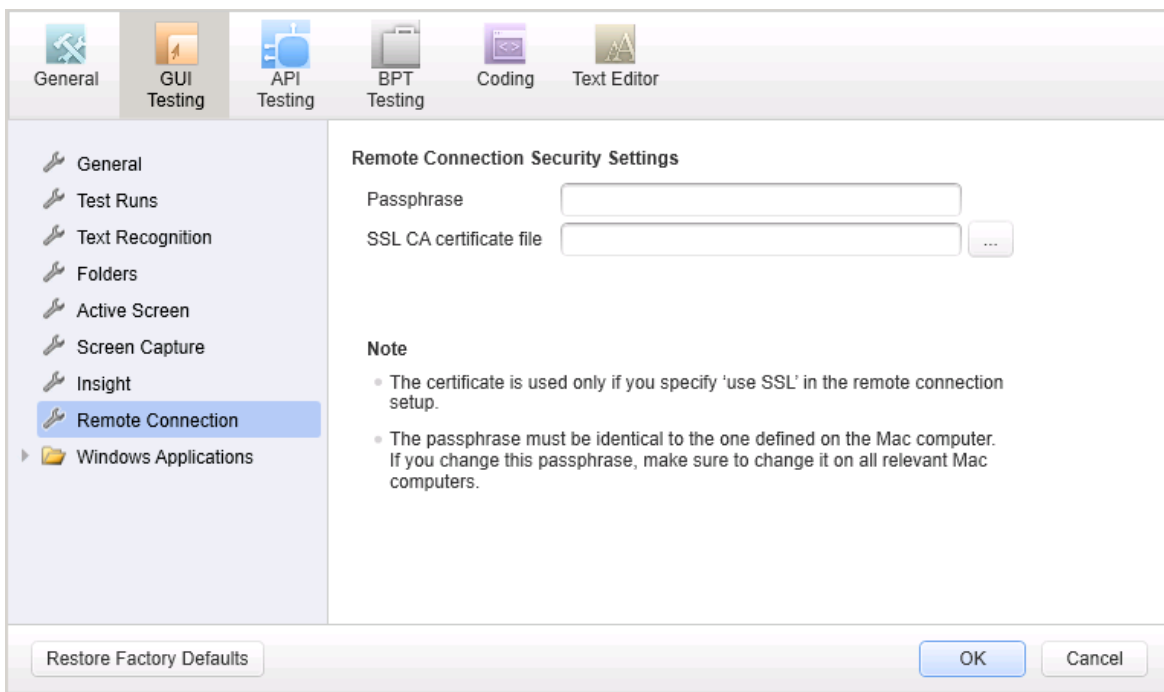 General
GUI
Testing
API
Testing
BPT
Testing
Coding
Text Editor
General
Test Runs
Text Recognition
Folders
Active Screen
Screen Capture
Insight
Remote Connection
Windows Applications
Remote Connection Security Settings
Passphrase
SSL CA certificate file
...
Note
The certificate is used only if you specify ‘use SSL’ in the remote connection
setup.
The passphrase must be identical to the one defined on the Mac computer.
If you change this passphrase, make sure to change it on all relevant Mac
computers.
Restore Factory Defaults
OK
Cancel